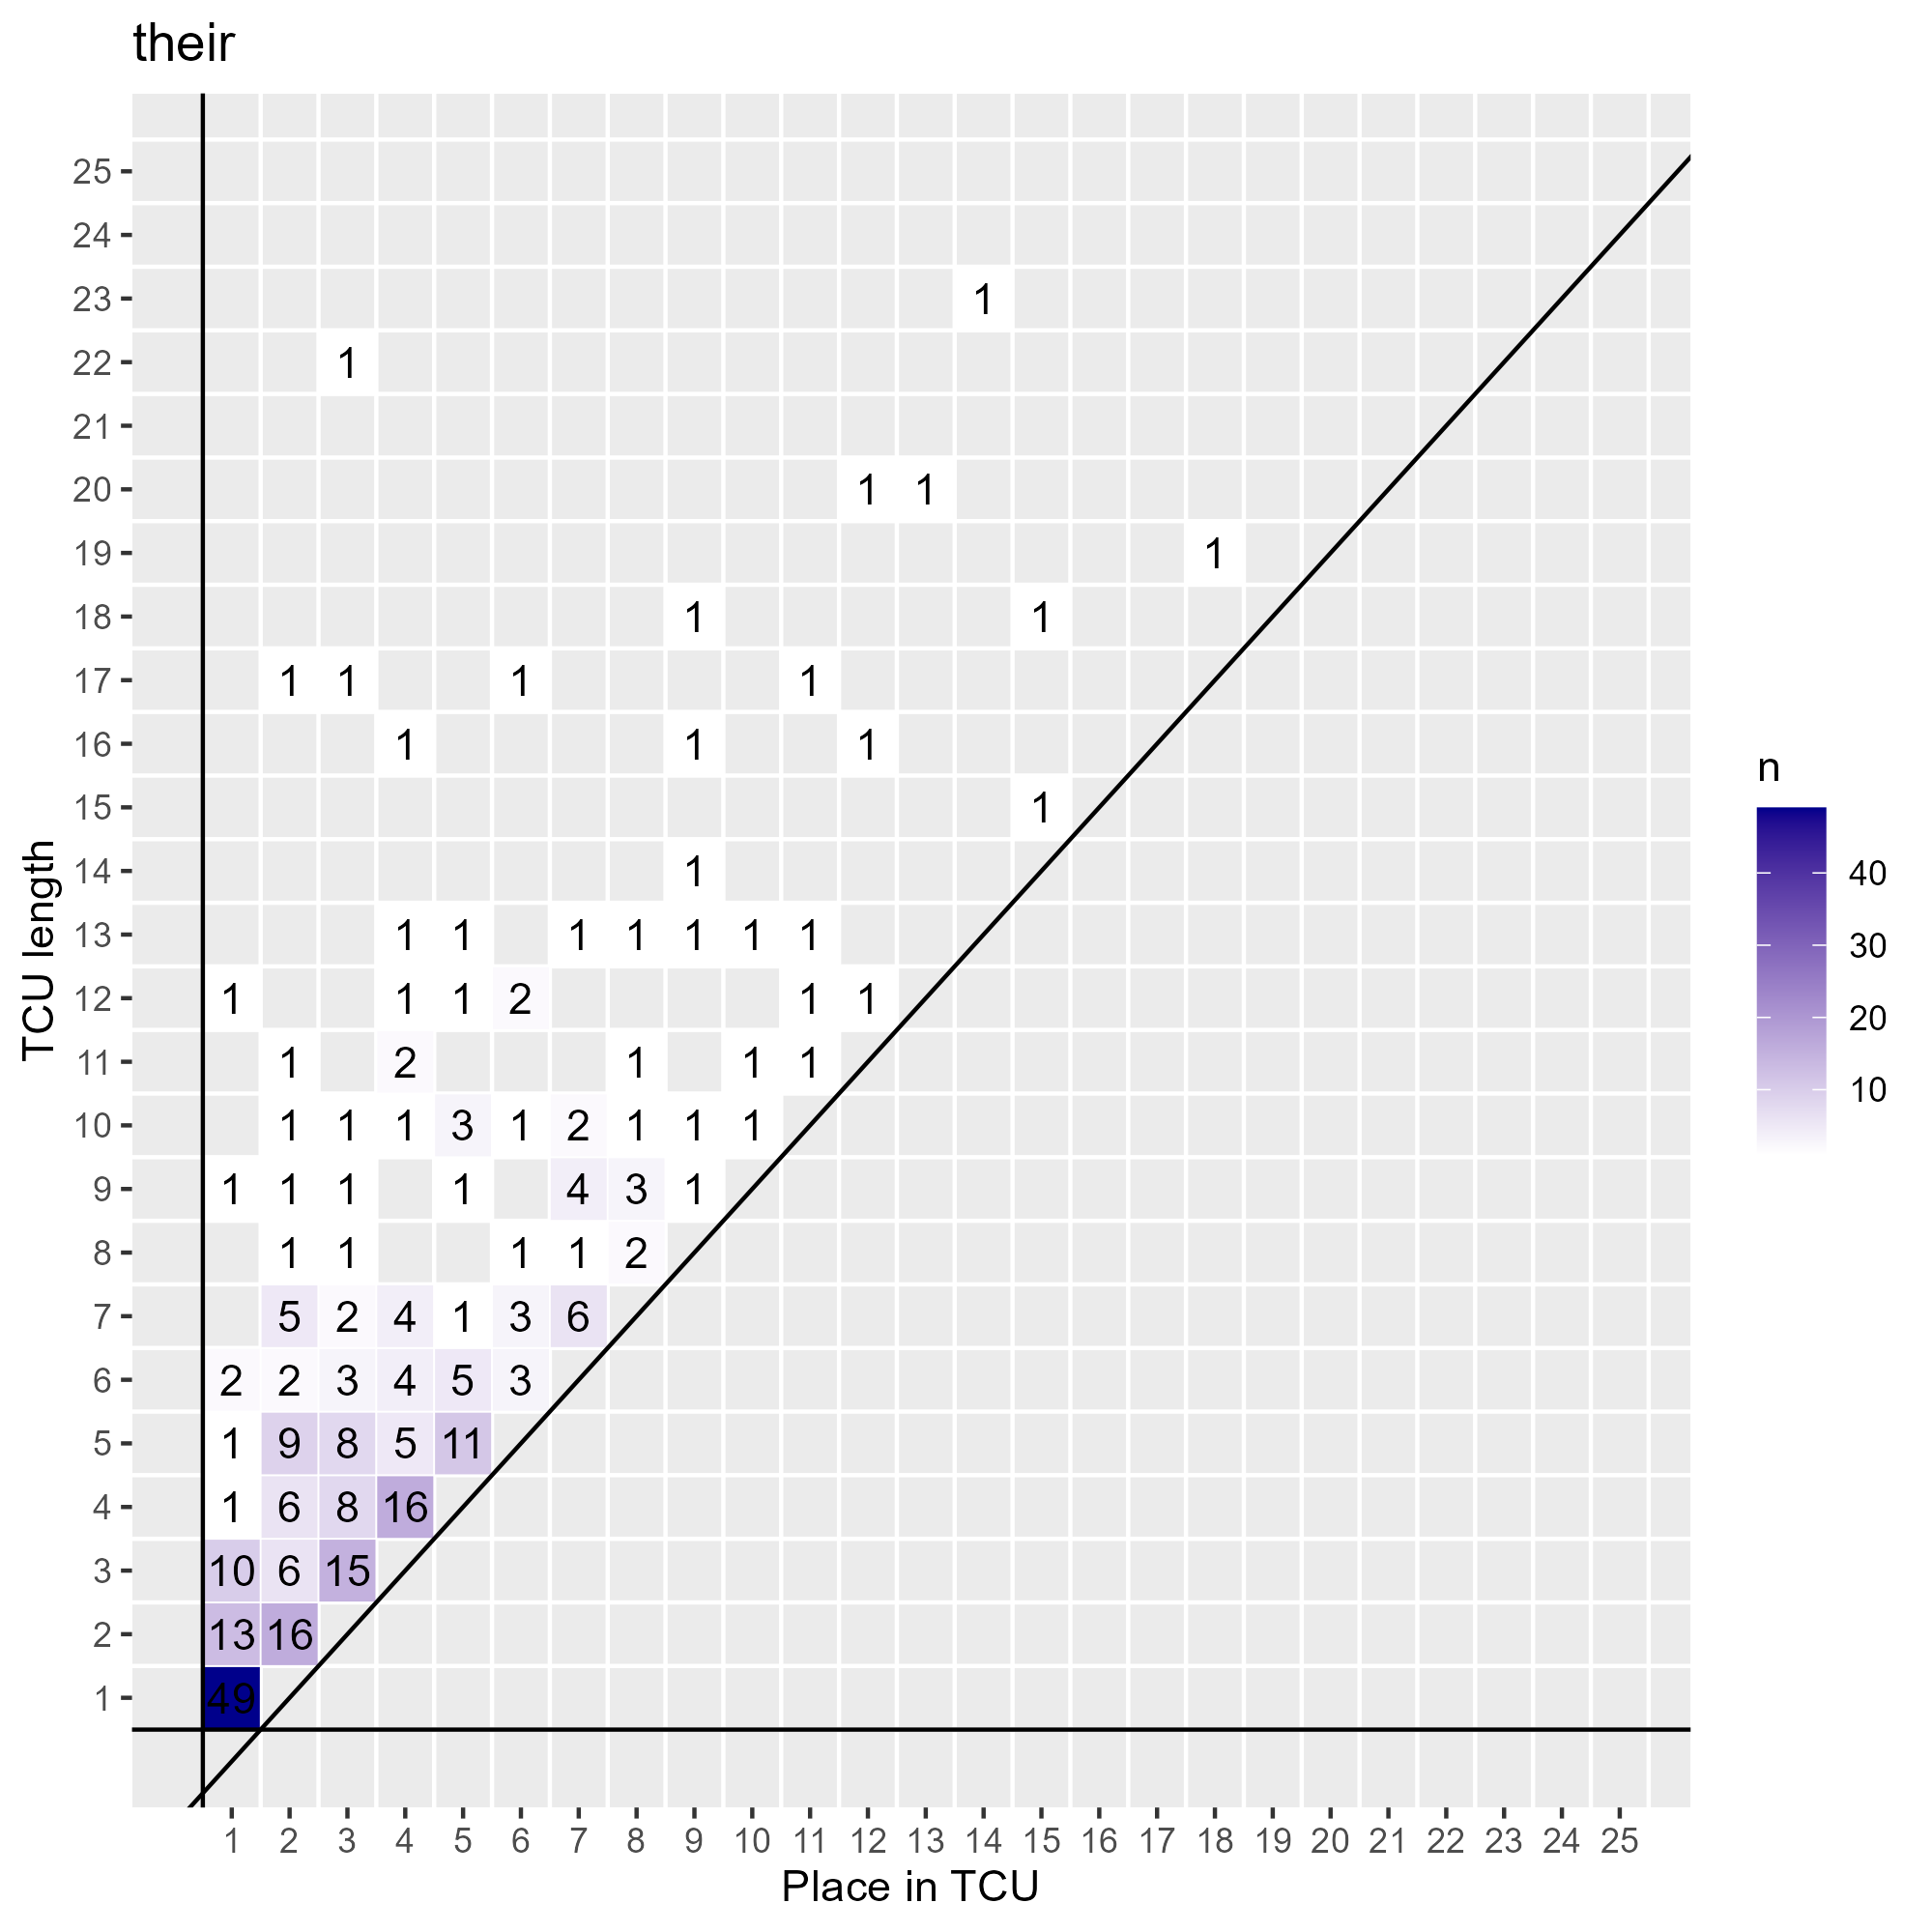 their
25
24
23 1
22 1
21
20 1 1
19 1
18 1 1
17 1 1 1 1
16 1 1 1
15 1
14 1
13 1 1 1 1 1 1 1
12 1 1 1 2 1 1
11 1 2 1 1 1
10 1 1 1 3 1 2 1 1 1
9 1 1 1 1 4 3 1
8 1 1 1 1 2
7 5 2 4 1 3 6
6 2 2 3 4 5 3
5 1 9 8 5 11
4 1 6 8 16
3 10 6 15
2 13 16
1 49
1 2 3 4 5 6 7 8 9 10 11 12 13 14 15 16 17 18 19 20 21 22 23 24 25
Place in TCU
TCU length
n
40
30
20
10